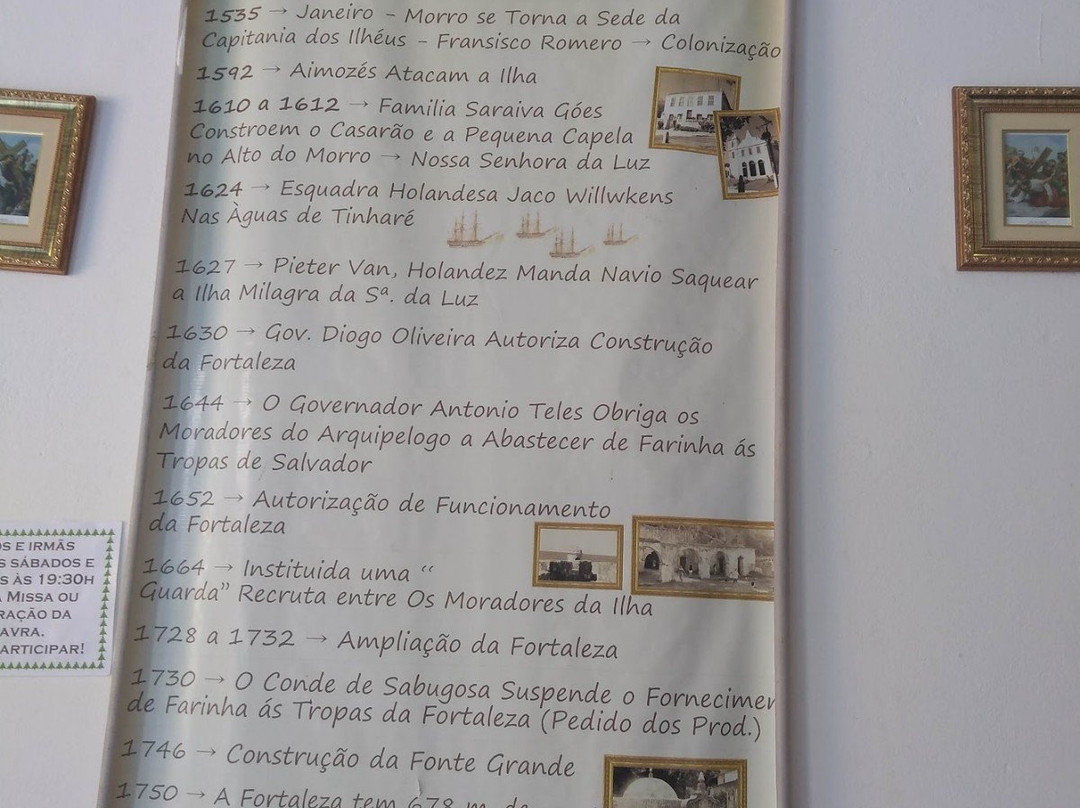 1535 → Janeiro - Morro se Torna a Sede da
Capitania dos Ilhéus - Fransisco Romero → Colonização
1592 → Aimozés Atacam a Ilha
1610 a 1612 → Familia Saraiva Góes
Constroem o Casarão e a Pequena Capela
no Alto do Morro → Nossa Senhora da Luz
1624 → Esquadra Holandesa Jaco Willwkens
Nas Àguas de Tinharé
1627 → Pieter Van, Holandez Manda Navio Saquear
a Ilha Milagra da Sª. da Luz
1630 → Gov. Diogo Oliveira Autoriza Construção
da Fortaleza
1644 → O Governador Antonio Teles Obriga os
Moradores do Arquipelogo a Abastecer de Farinha ás
Tropas de Salvador
1652 → Autorização de Funcionamento
da Fortaleza
1664 → Instituida uma “
Guarda” Recruta entre Os Moradores da Ilha
1728 a 1732 → Ampliação da Fortaleza
1730 → O Conde de Sabugosa Suspende o Fornecimen
de Farinha ás Tropas da Fortaleza (Pedido dos Prod.)
1746 → Construção da Fonte Grande
1750 → A Fortaleza tem 678 m. de
OS E IRMÃS
S SÁBADOS E
S ÀS 19:30H
A MISSA OU
RAÇÃO DA
AVRA.
ARTICIPAR!